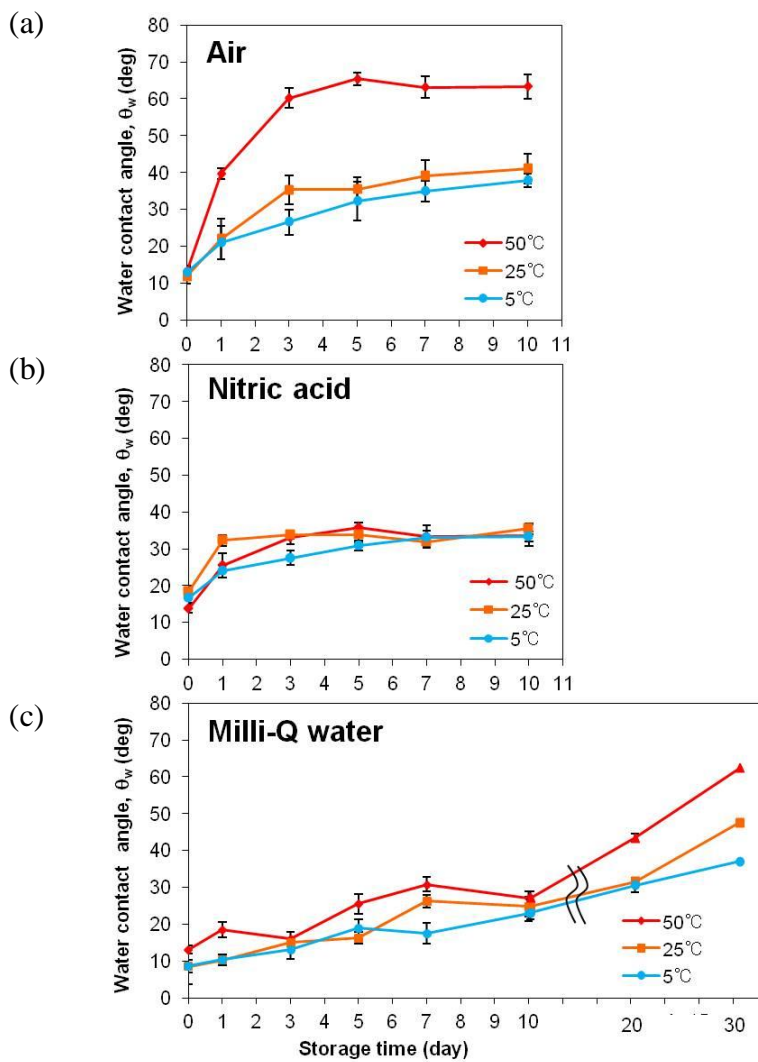 (a)
Air
Water contact angle, θw (deg)
80
70
60
50
40
30
20
10
0
50℃
25℃
5℃
0 1 2 3 4 5 6 7 8 9 10 11
(b)
Nitric acid
Water contact angle, θw (deg)
80
70
60
50
40
30
20
10
0
50℃
25℃
5℃
0 1 2 3 4 5 6 7 8 9 10 11
(c)
Milli-Q water
Water contact angle, θw (deg)
80
70
60
50
40
30
20
10
0
50℃
25℃
5℃
0 1 2 3 4 5 6 7 8 9 10 20 30
Storage time (day)